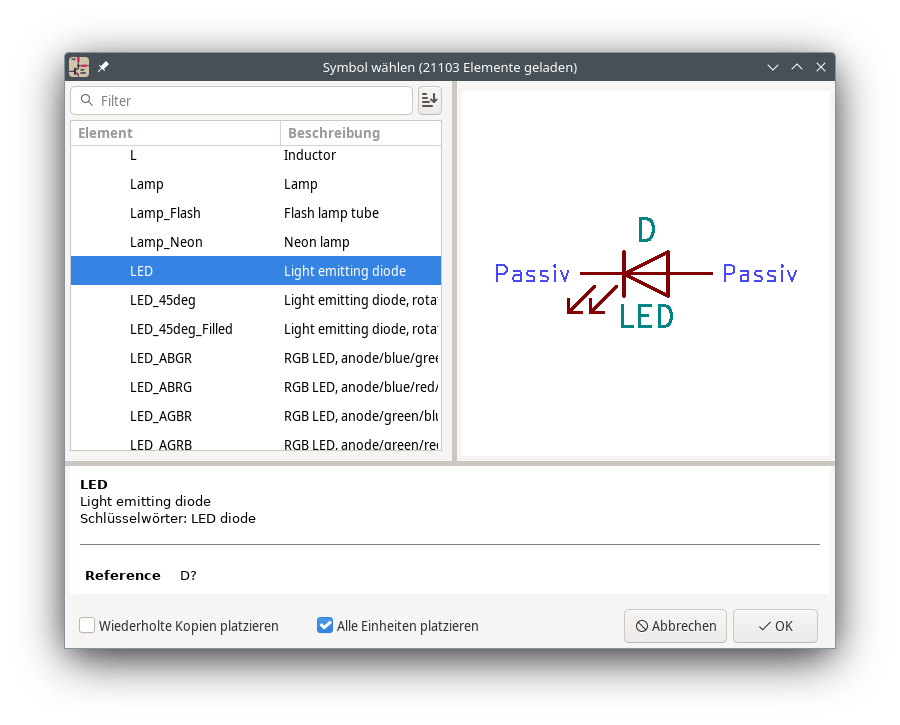 Symbol wählen (21103 Elemente geladen)
Filter
Element Beschreibung
L Inductor
Lamp Lamp
Lamp_Flash Flash lamp tube
Lamp_Neon Neon lamp
LED Light emitting diode
LED_45deg Light emitting diode, rota
LED_45deg_Filled Light emitting diode, rota
LED_ABGR RGB LED, anode/blue/gree
LED_ABRG RGB LED, anode/blue/red/
LED_AGBR RGB LED, anode/green/blu
LED_AGRB RGB LED, anode/green/red
D
Passiv Passiv
LED
LED
Light emitting diode
Schlüsselwörter: LED diode
Reference D?
Wiederholte Kopien platzieren Alle Einheiten platzieren Abbrechen OK